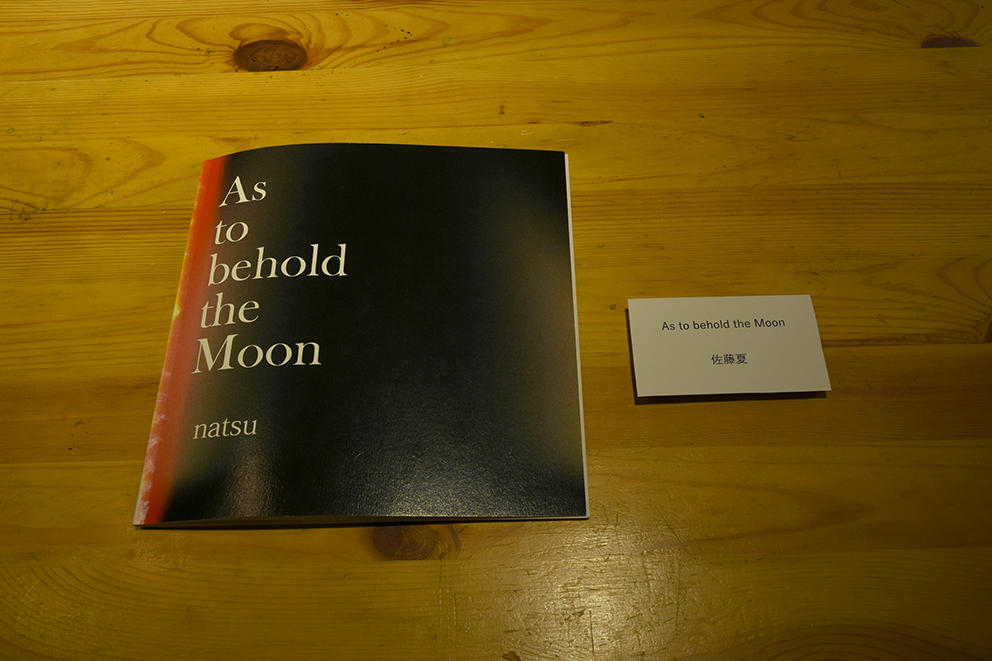 As
to
behold
the
Moon
natsu
As to behold the Moon
佐藤夏